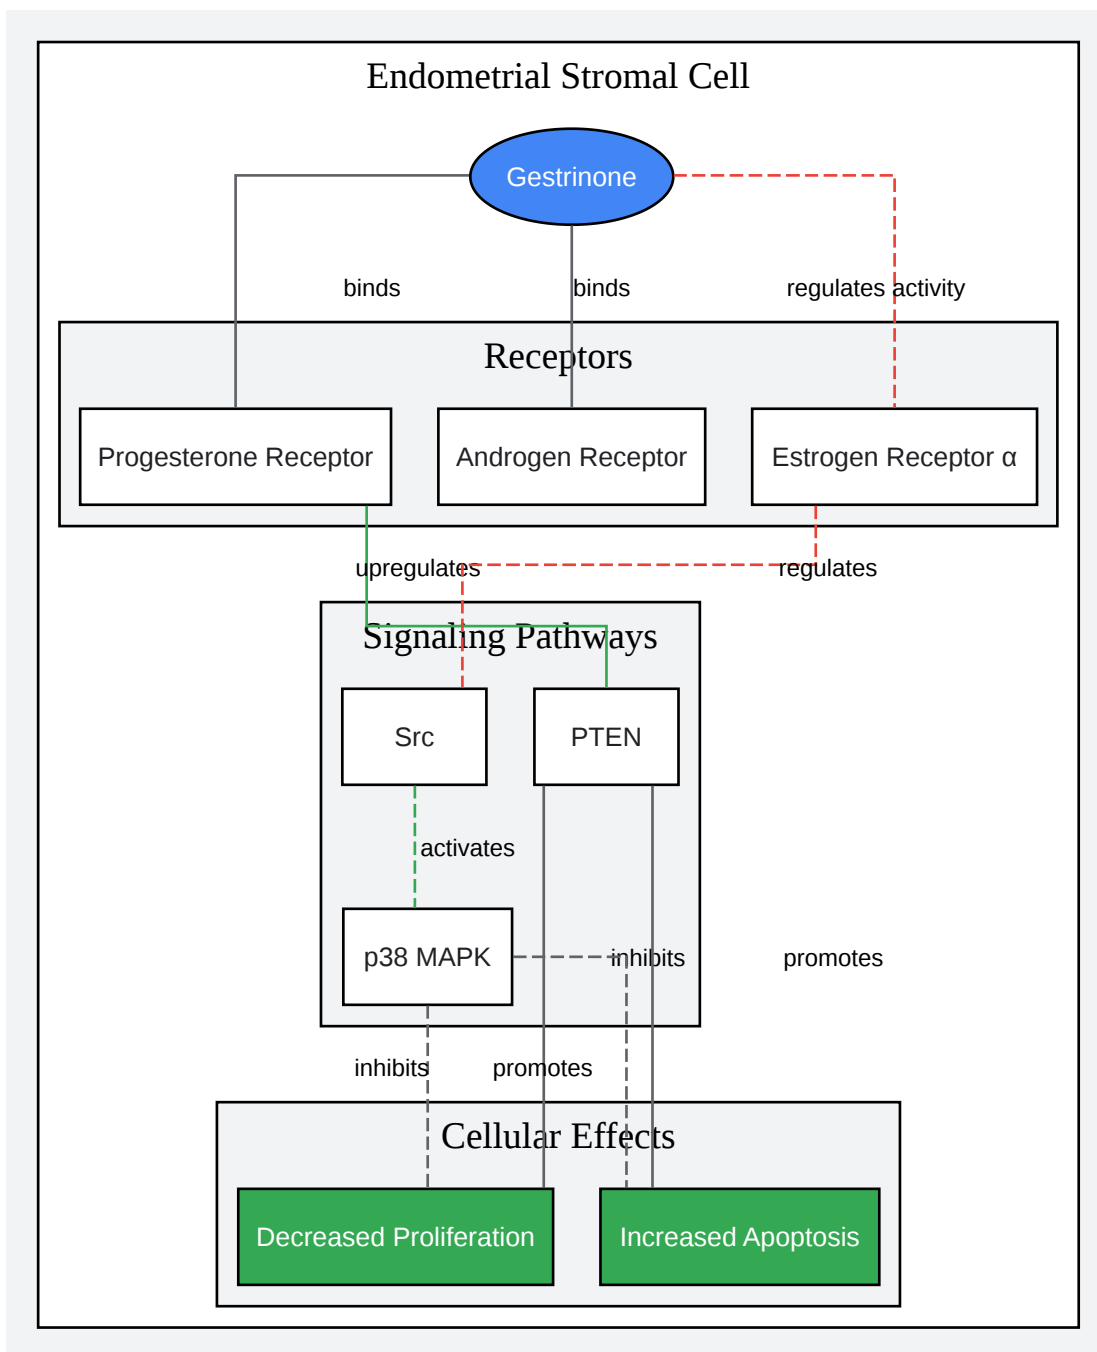 Endometrial Stromal Cell
Gestrinone
binds
binds
regulates activity
Receptors
Progesterone Receptor
Androgen Receptor
Estrogen Receptor α
upregulates
regulates
Signaling Pathways
Src
PTEN
activates
p38 MAPK
inhibits
promotes
inhibits
promotes
Cellular Effects
Decreased Proliferation
Increased Apoptosis